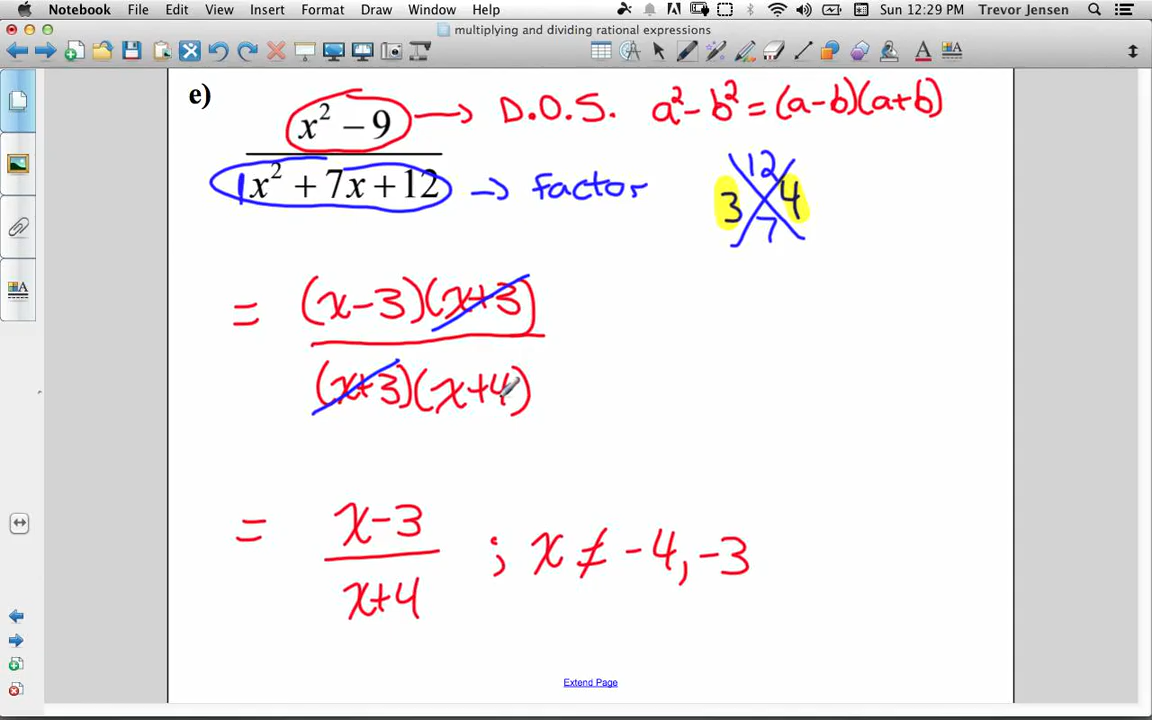 Notebook File Edit View Insert Format Draw Window Help Sun 12:29 PM Trevor Jensen
multiplying and dividing rational expressions
e)
x² − 9 → D.O.S. a² − b² = (a−b)(a+b)
1x² + 7x + 12 → factor
12
3 4
7
= (x−3)(x+3)
(x+3)(x+4)
= x−3
x+4 ; x ≠ −4, −3
Extend Page